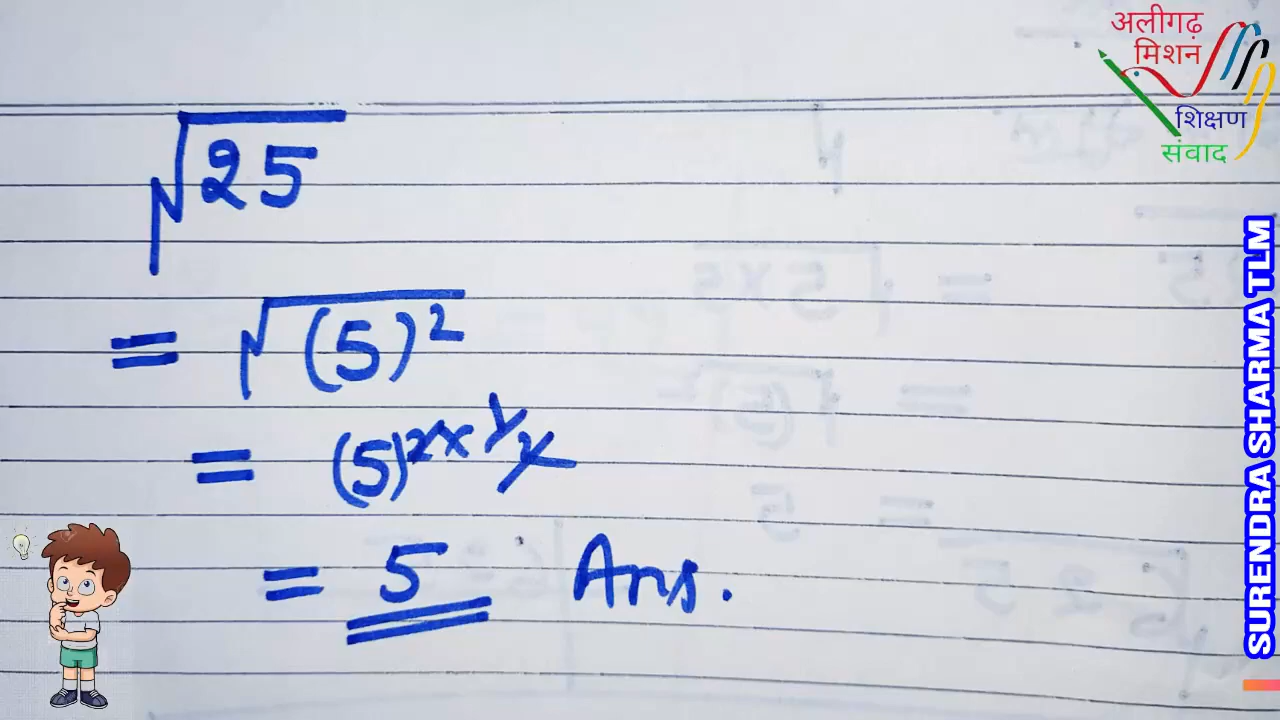 अलीगढ़
मिशन
शिक्षण
संवाद
√25
= √(5)²
= (5)^2×1/2
= 5 Ans.
SURENDRA SHARMA TLM